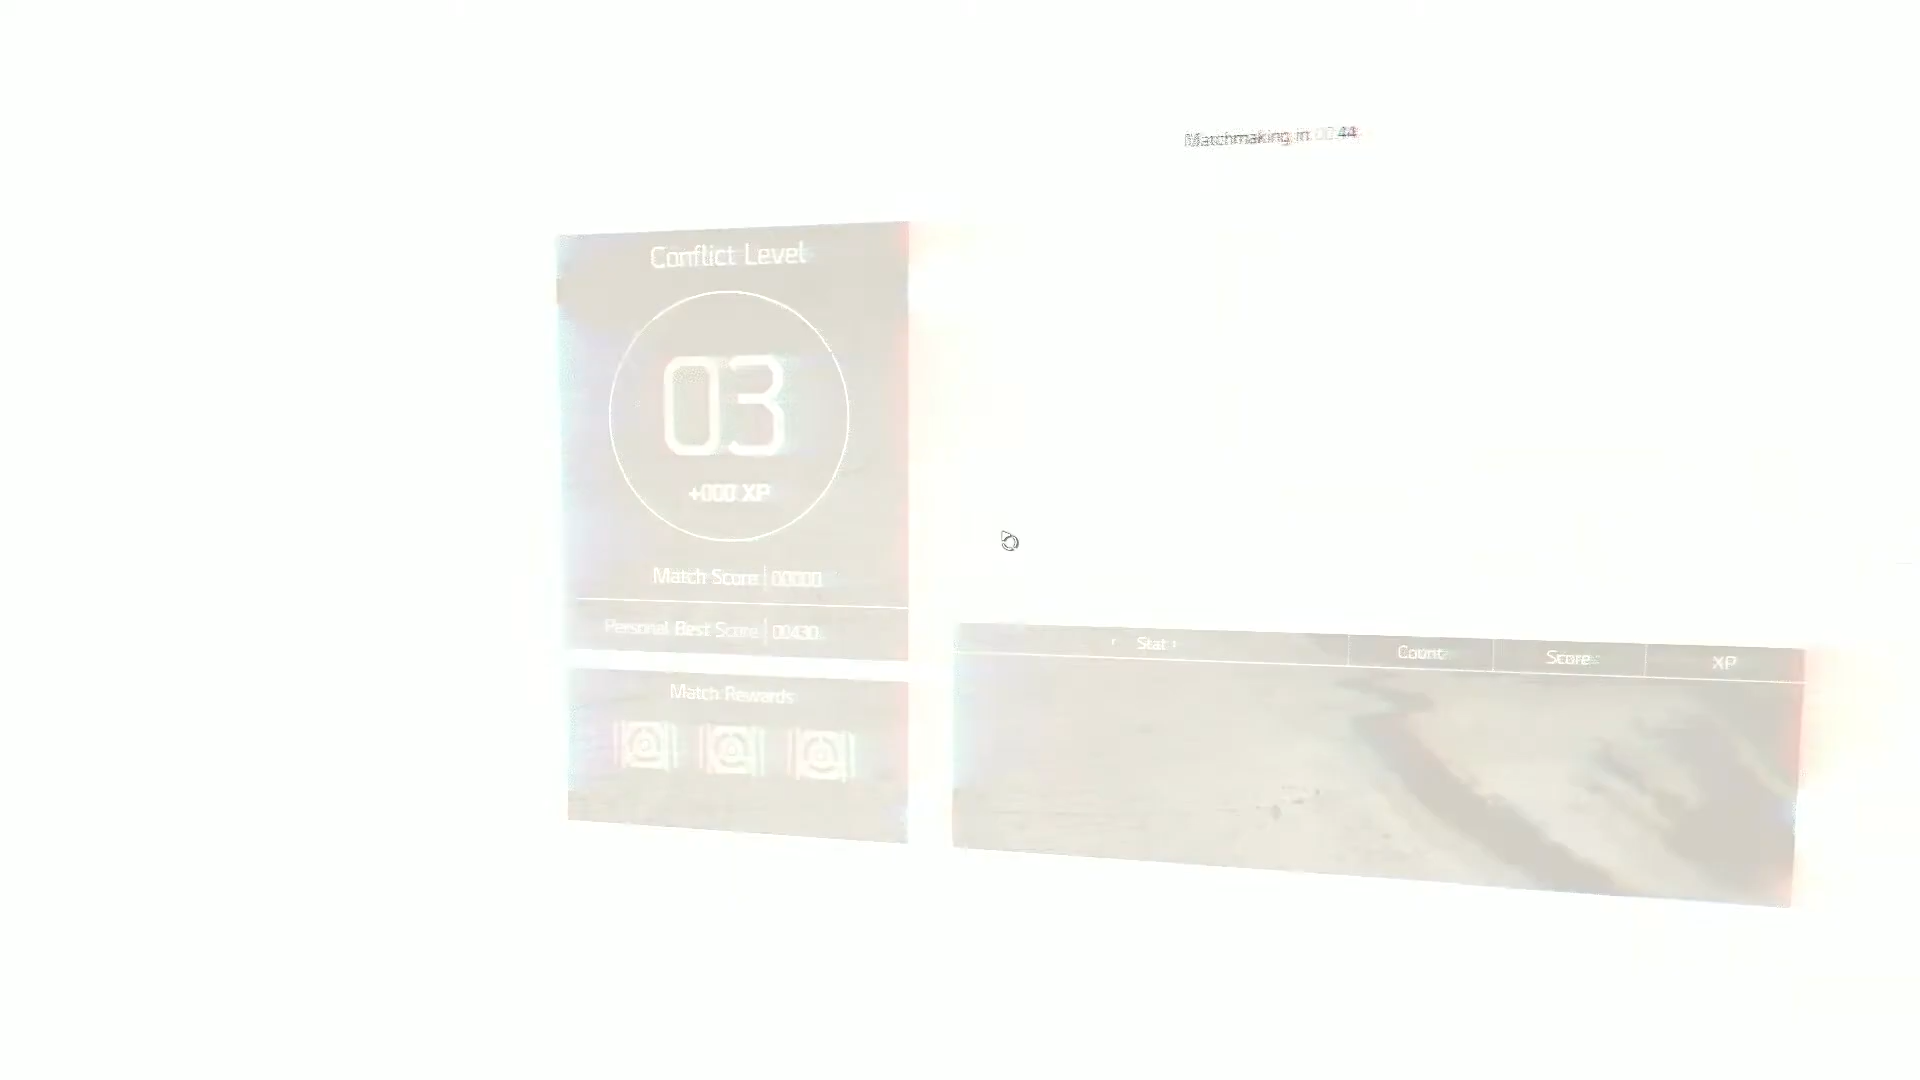 Matchmaking in 00:44
Conflict Level
03
+000 XP
Match Score | 00000
Personal Best Score | 00430
Match Rewards
Stat Count Score XP